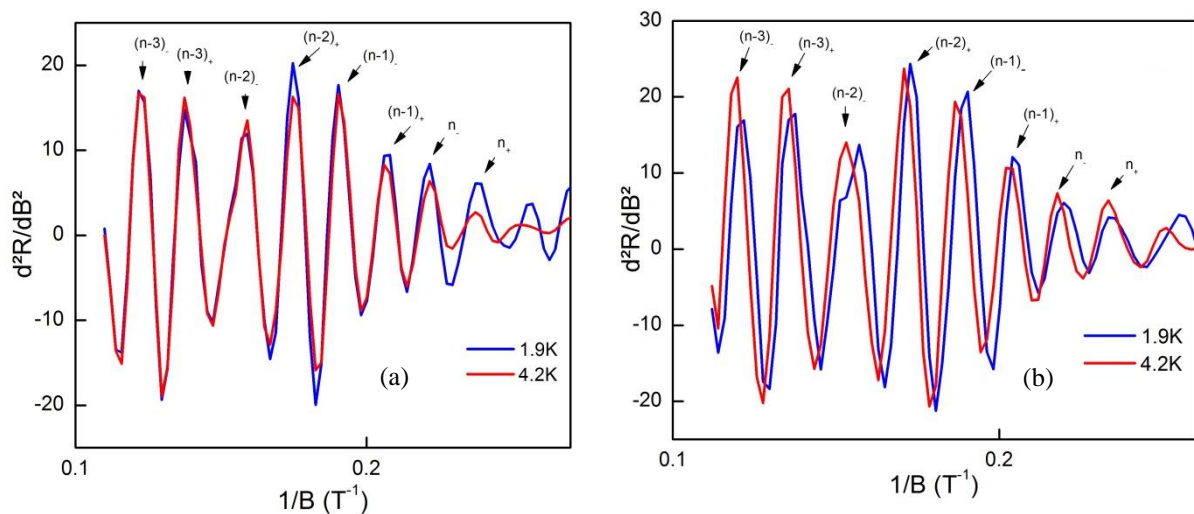 20
10
0
-10
-20
d²R/dB²
(n-3)₋
(n-3)₊
(n-2)₋
(n-2)₊
(n-1)₋
(n-1)₊
n₋
n₊
1.9K
4.2K
(a)
0.1
0.2
1/B (T⁻¹)
30
20
10
0
-10
-20
-30
d²R/dB²
(n-3)₋
(n-3)₊
(n-2)₋
(n-2)₊
(n-1)₋
(n-1)₊
n₋
n₊
1.9K
4.2K
(b)
0.1
0.2
1/B (T⁻¹)